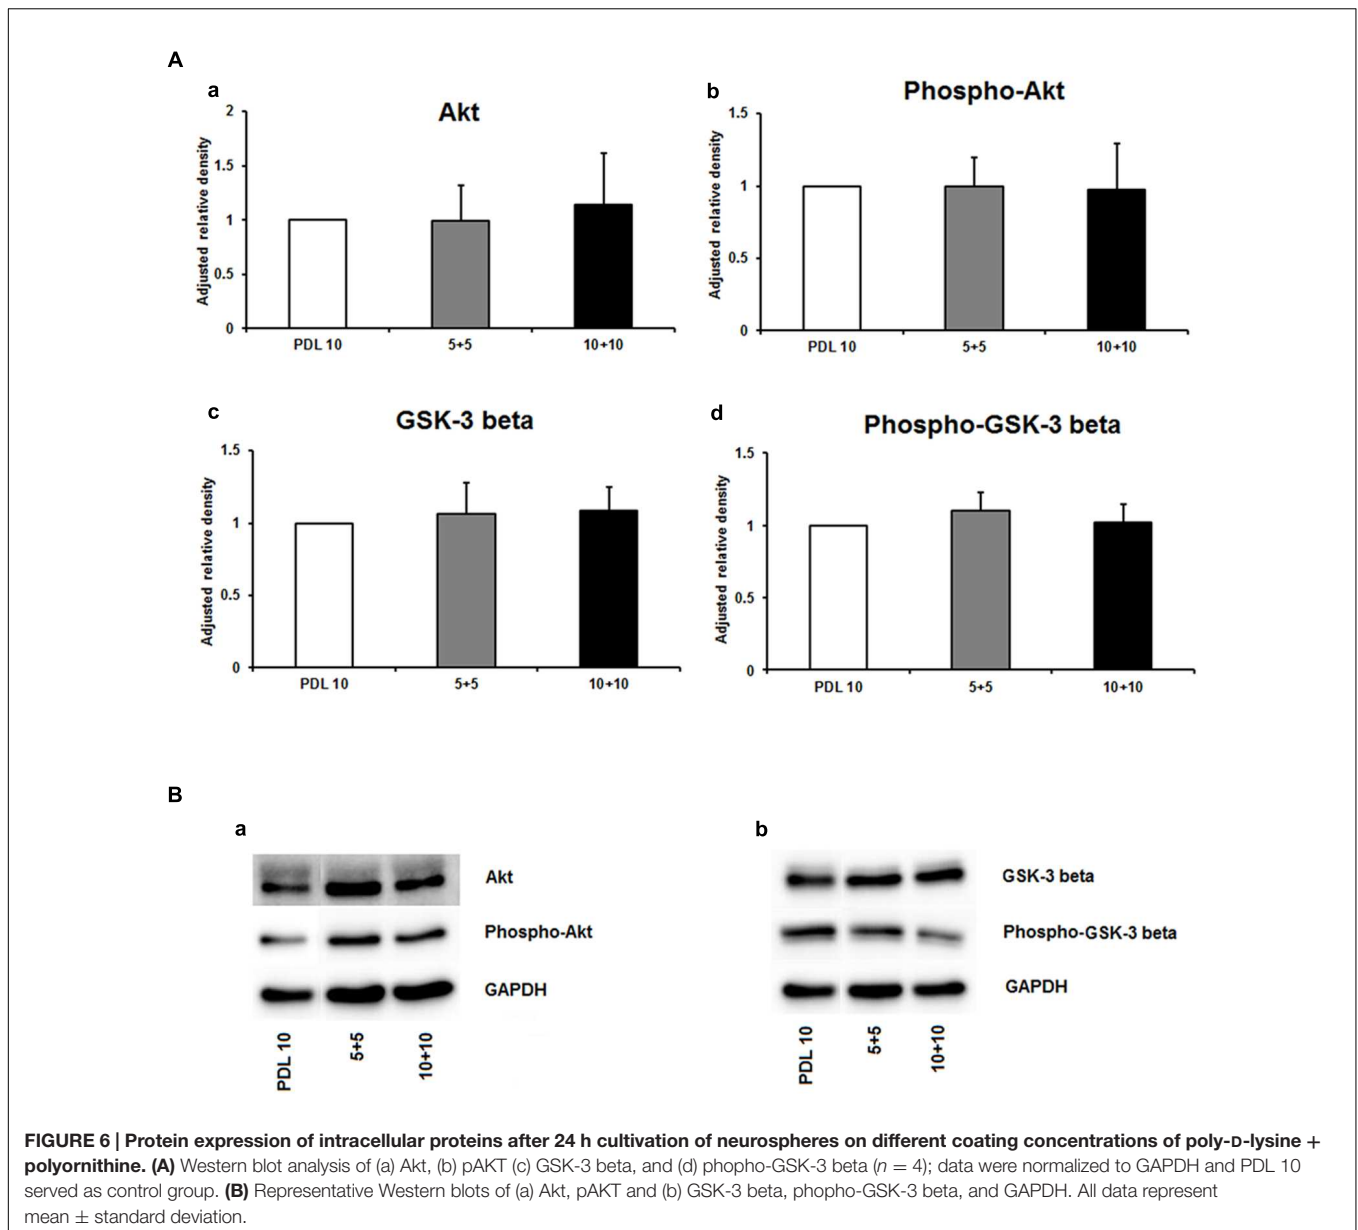 A
a
Akt
Adjusted relative density
2
1.5
1
0.5
0
PDL 10 5+5 10+10
b
Phospho-Akt
Adjusted relative density
1.5
1
0.5
0
PDL 10 5+5 10+10
c
GSK-3 beta
Adjusted relative density
1.5
1
0.5
0
PDL 10 5+5 10+10
d
Phospho-GSK-3 beta
Adjusted relative density
1.5
1
0.5
0
PDL 10 5+5 10+10
B
a
Akt
Phospho-Akt
GAPDH
PDL 10
5+5
10+10
b
GSK-3 beta
Phospho-GSK-3 beta
GAPDH
PDL 10
5+5
10+10
FIGURE 6 | Protein expression of intracellular proteins after 24 h cultivation of neurospheres on different coating concentrations of poly-D-lysine +
polyornithine. (A) Western blot analysis of (a) Akt, (b) pAKT (c) GSK-3 beta, and (d) phopho-GSK-3 beta (n = 4); data were normalized to GAPDH and PDL 10
served as control group. (B) Representative Western blots of (a) Akt, pAKT and (b) GSK-3 beta, phopho-GSK-3 beta, and GAPDH. All data represent
mean ± standard deviation.